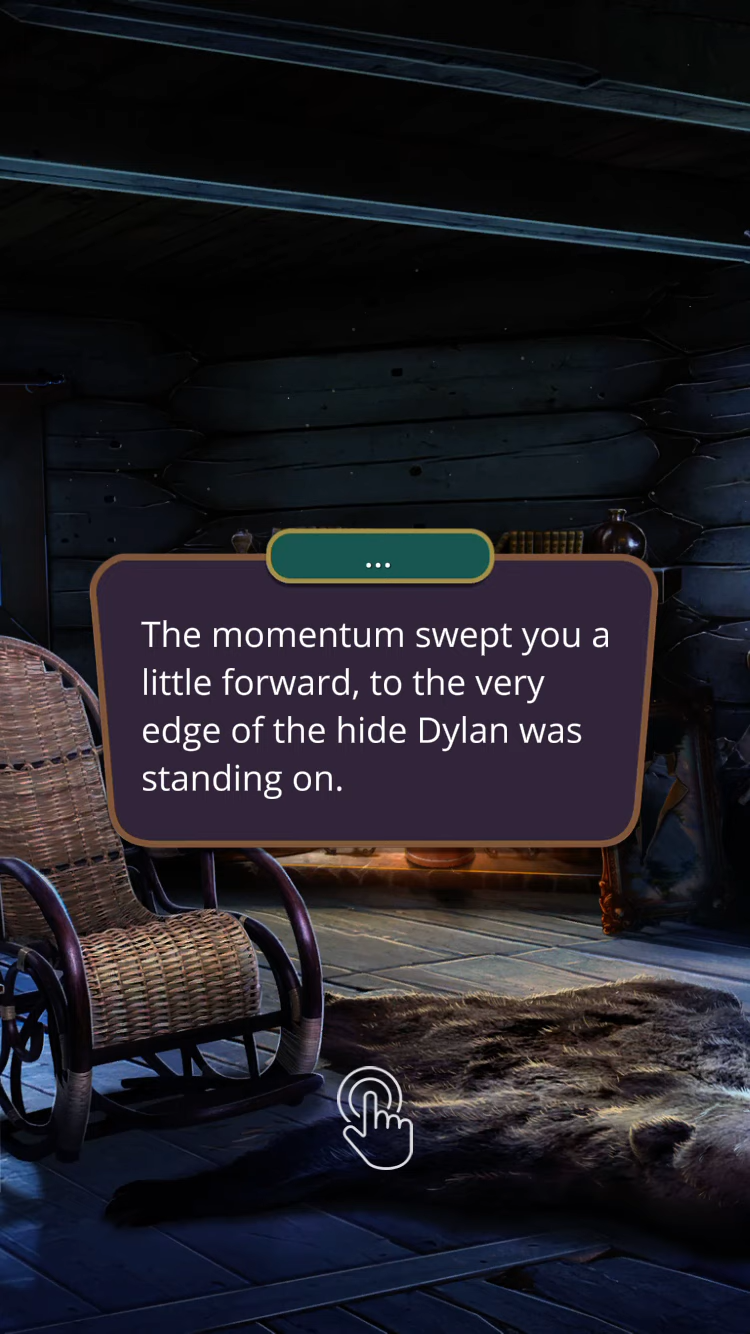 ...
The momentum swept you a
little forward, to the very
edge of the hide Dylan was
standing on.